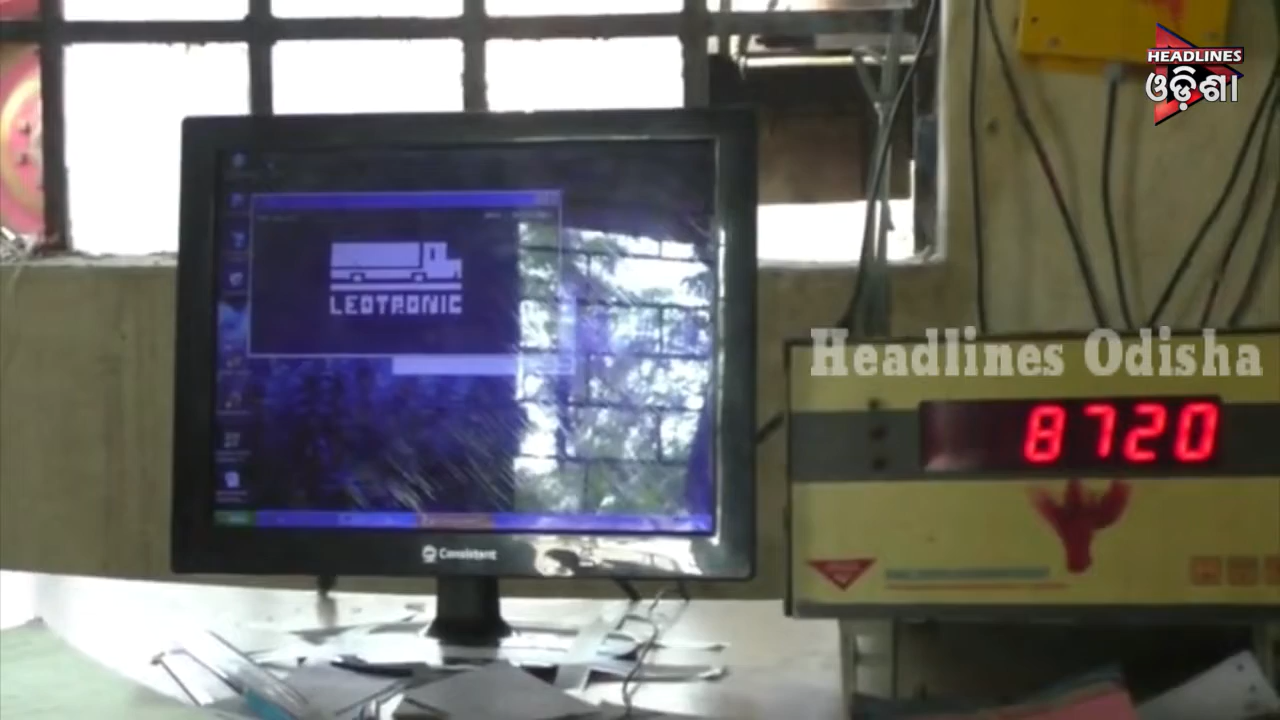 HEADLINES
ଓଡ଼ିଶା
LEOTRONIC
Headlines Odisha
8720
Consistent